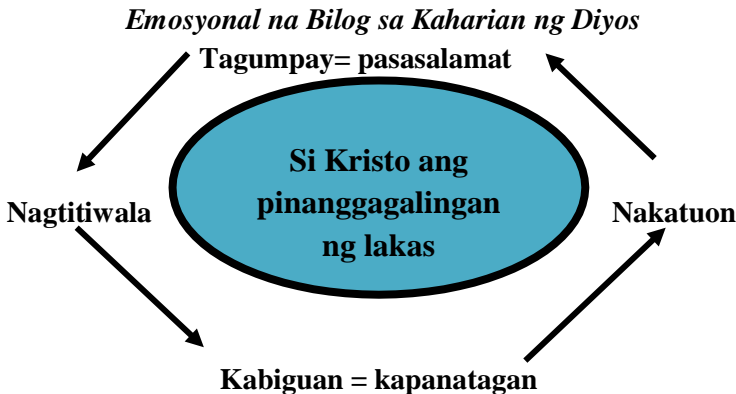 Emosyonal na Bilog sa Kaharian ng Diyos
Tagumpay= pasasalamat
Si Kristo ang
pinanggagalingan
ng lakas
Nagtitiwala
Nakatuon
Kabiguan = kapanatagan